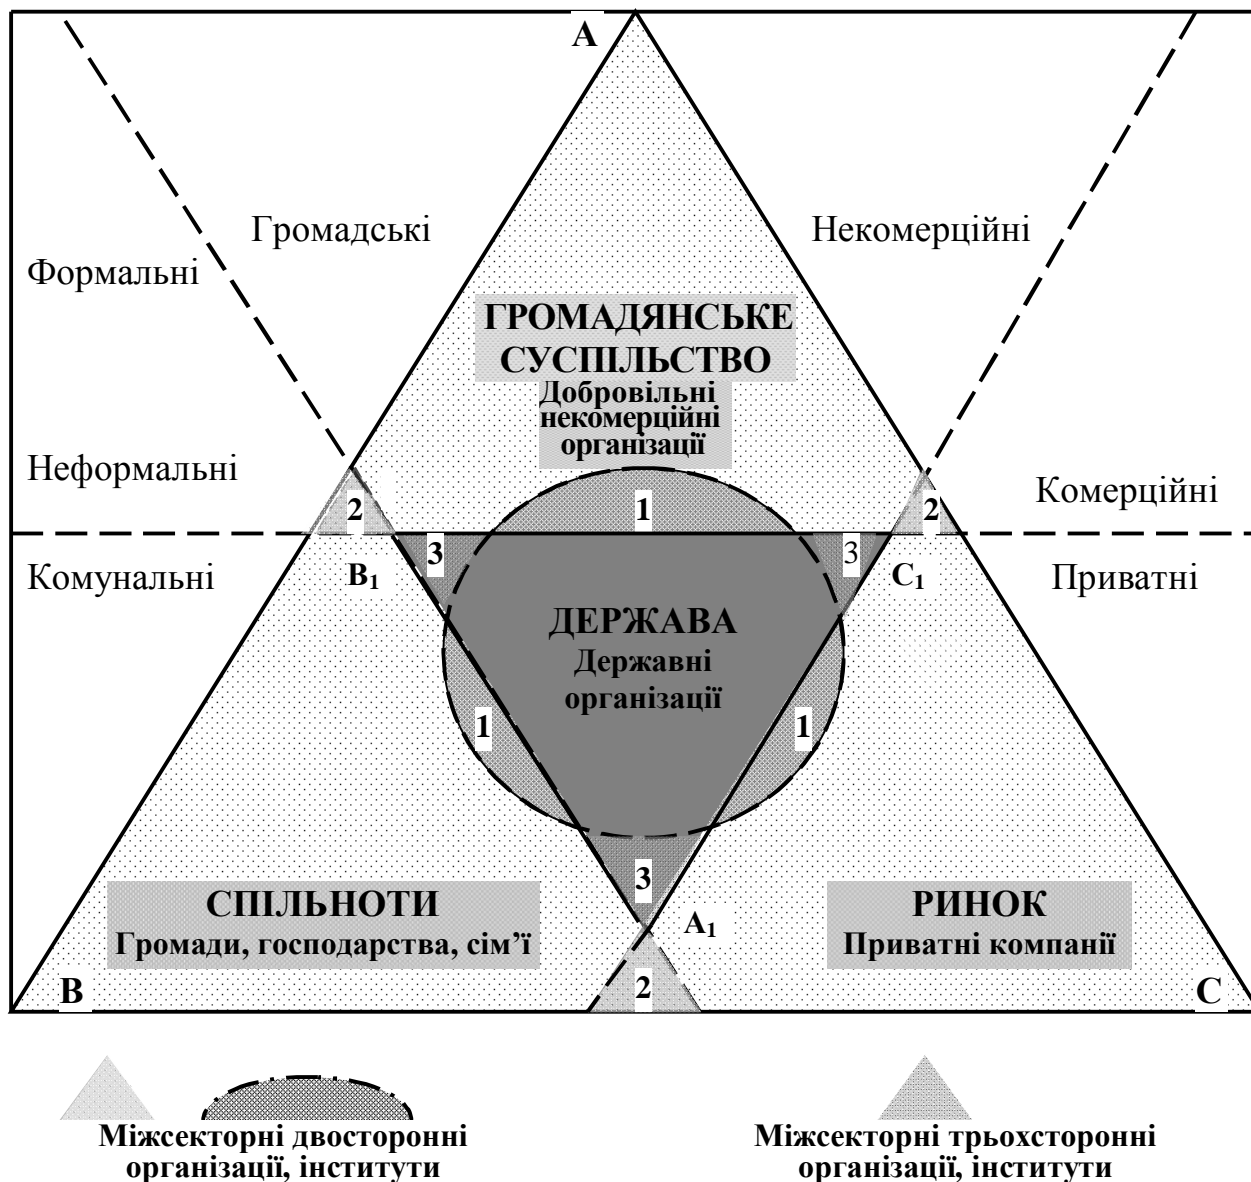 A
Громадські
Некомерційні
Формальні
ГРОМАДЯНСЬКЕ
СУСПІЛЬСТВО
Добровільні
некомерційні
організації
Неформальні
Комерційні
2
1
2
3
3
Комунальні
B₁
C₁
Приватні
ДЕРЖАВА
Державні
організації
1
1
3
СПІЛЬНОТИ
Громади, господарства, сім’ї
РИНОК
Приватні компанії
A₁
B
2
C
Міжсекторні двосторонні
організації, інститути
Міжсекторні трьохсторонні
організації, інститути